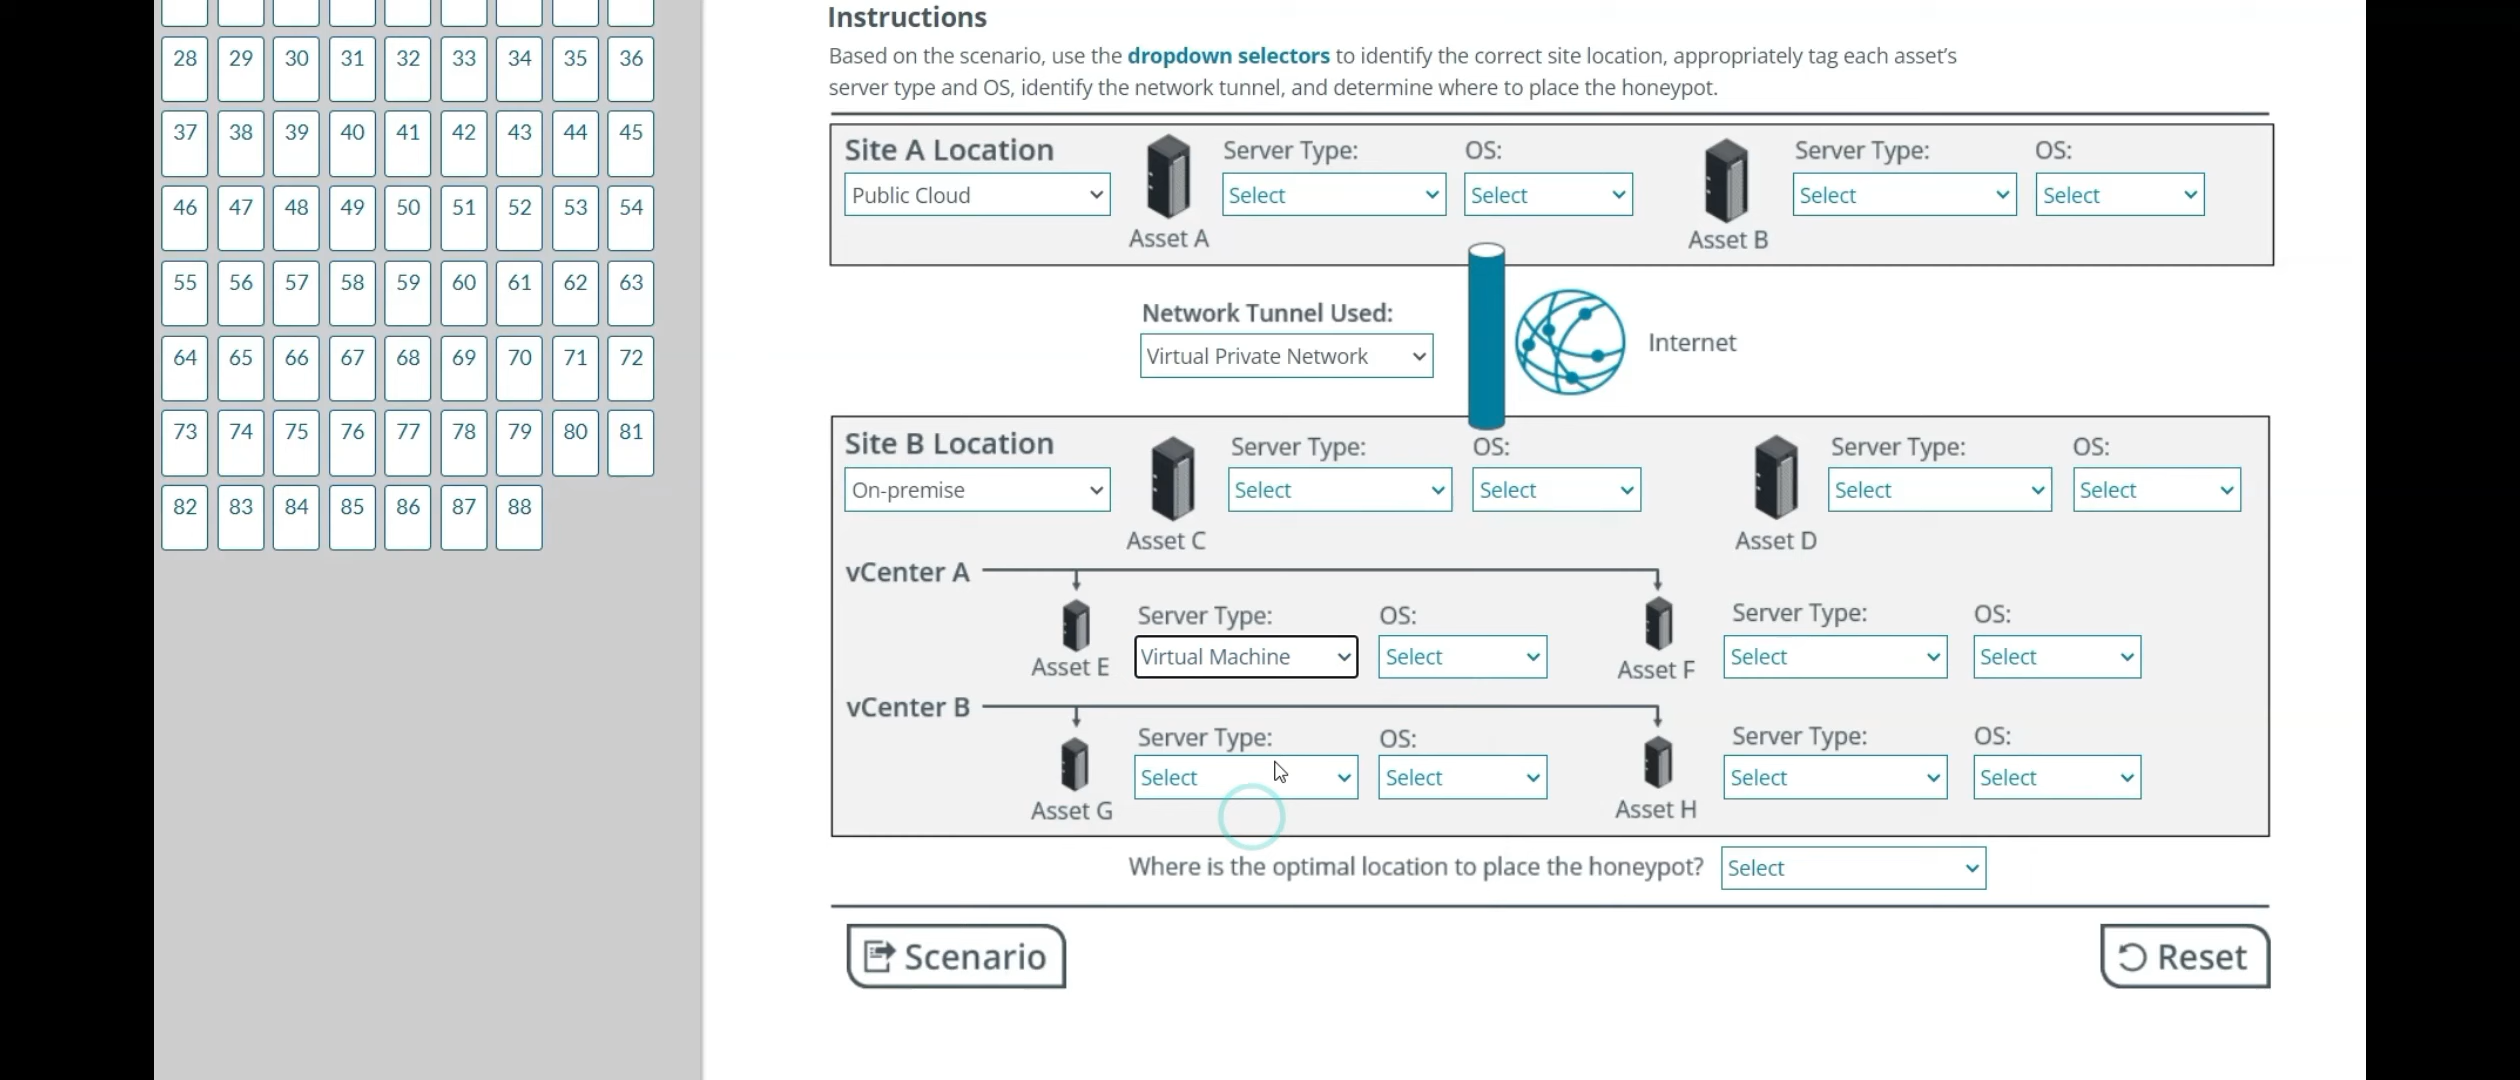 28 29 30 31 32 33 34 35 36
37 38 39 40 41 42 43 44 45
46 47 48 49 50 51 52 53 54
55 56 57 58 59 60 61 62 63
64 65 66 67 68 69 70 71 72
73 74 75 76 77 78 79 80 81
82 83 84 85 86 87 88
Instructions
Based on the scenario, use the dropdown selectors to identify the correct site location, appropriately tag each asset's
server type and OS, identify the network tunnel, and determine where to place the honeypot.
Site A Location Server Type: OS: Server Type: OS:
Public Cloud Select Select Select Select
Asset A Asset B
Network Tunnel Used:
Virtual Private Network Internet
Site B Location Server Type: OS: Server Type: OS:
On-premise Select Select Select Select
Asset C Asset D
vCenter A
Server Type: OS: Server Type: OS:
Asset E Virtual Machine Select Asset F Select Select
vCenter B
Server Type: OS: Server Type: OS:
Select Select Select Select
Asset G Asset H
Where is the optimal location to place the honeypot? Select
Scenario Reset